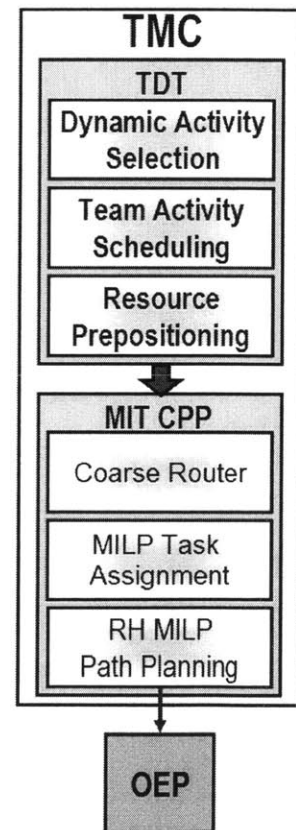 TMC
TDT
Dynamic Activity
Selection
Team Activity
Scheduling
Resource
Prepositioning
MIT CPP
Coarse Router
MILP Task
Assignment
RH MILP
Path Planning
OEP